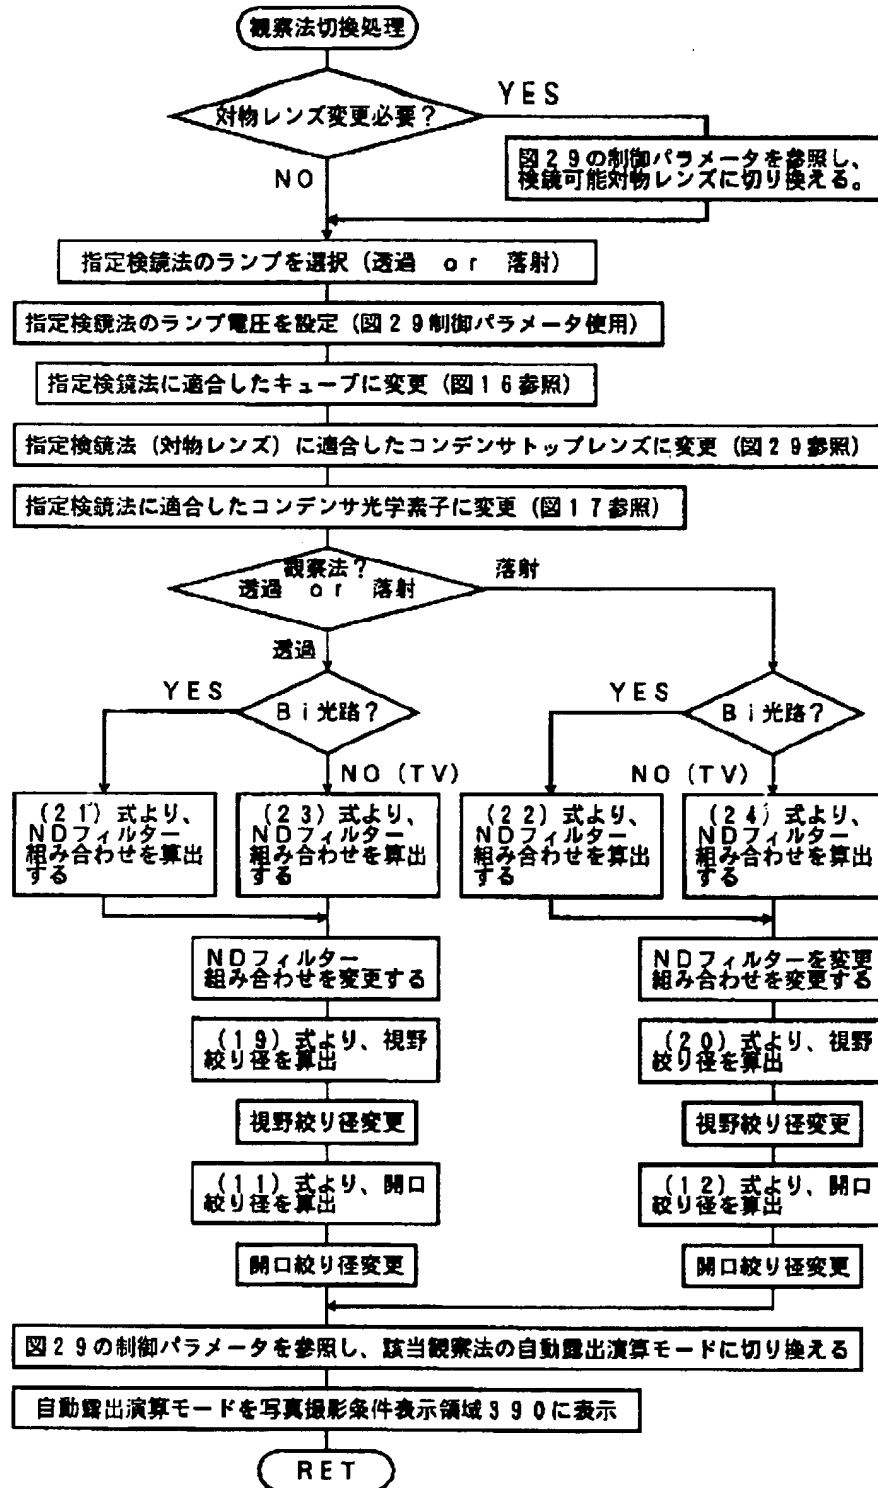 観察法切換処理
対物レンズ変更必要?
YES
NO
図29の制御パラメータを参照し、
検鏡可能対物レンズに切り換える。
指定検鏡法のランプを選択(透過 or 落射)
指定検鏡法のランプ電圧を設定(図29制御パラメータ使用)
指定検鏡法に適合したキューブに変更(図16参照)
指定検鏡法(対物レンズ)に適合したコンデンサトップレンズに変更(図29参照)
指定検鏡法に適合したコンデンサ光学素子に変更(図17参照)
観察法?
透過 or 落射
落射
透過
YES
Bi光路?
NO(TV)
YES
Bi光路?
NO(TV)
(21)式より、
NDフィルター
組み合わせを算出
する
(23)式より、
NDフィルター
組み合わせを算出
する
(22)式より、
NDフィルター
組み合わせを算出
する
(24)式より、
NDフィルター
組み合わせを算出
する
NDフィルター
組み合わせを変更する
NDフィルターを変更
組み合わせを変更する
(19)式より、視野
絞り径を算出
(20)式より、視野
絞り径を算出
視野絞り径変更
視野絞り径変更
(11)式より、開口
絞り径を算出
(12)式より、開口
絞り径を算出
開口絞り径変更
開口絞り径変更
図29の制御パラメータを参照し、該当観察法の自動露出演算モードに切り換える
自動露出演算モードを写真撮影条件表示領域390に表示
RET